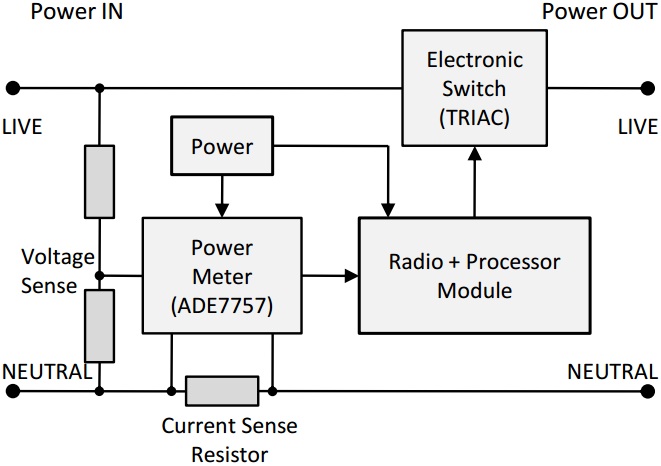 Power IN
Power OUT
Electronic
Switch
(TRIAC)
LIVE
LIVE
Power
Voltage
Sense
Power
Meter
(ADE7757)
Radio + Processor
Module
NEUTRAL
NEUTRAL
Current Sense
Resistor